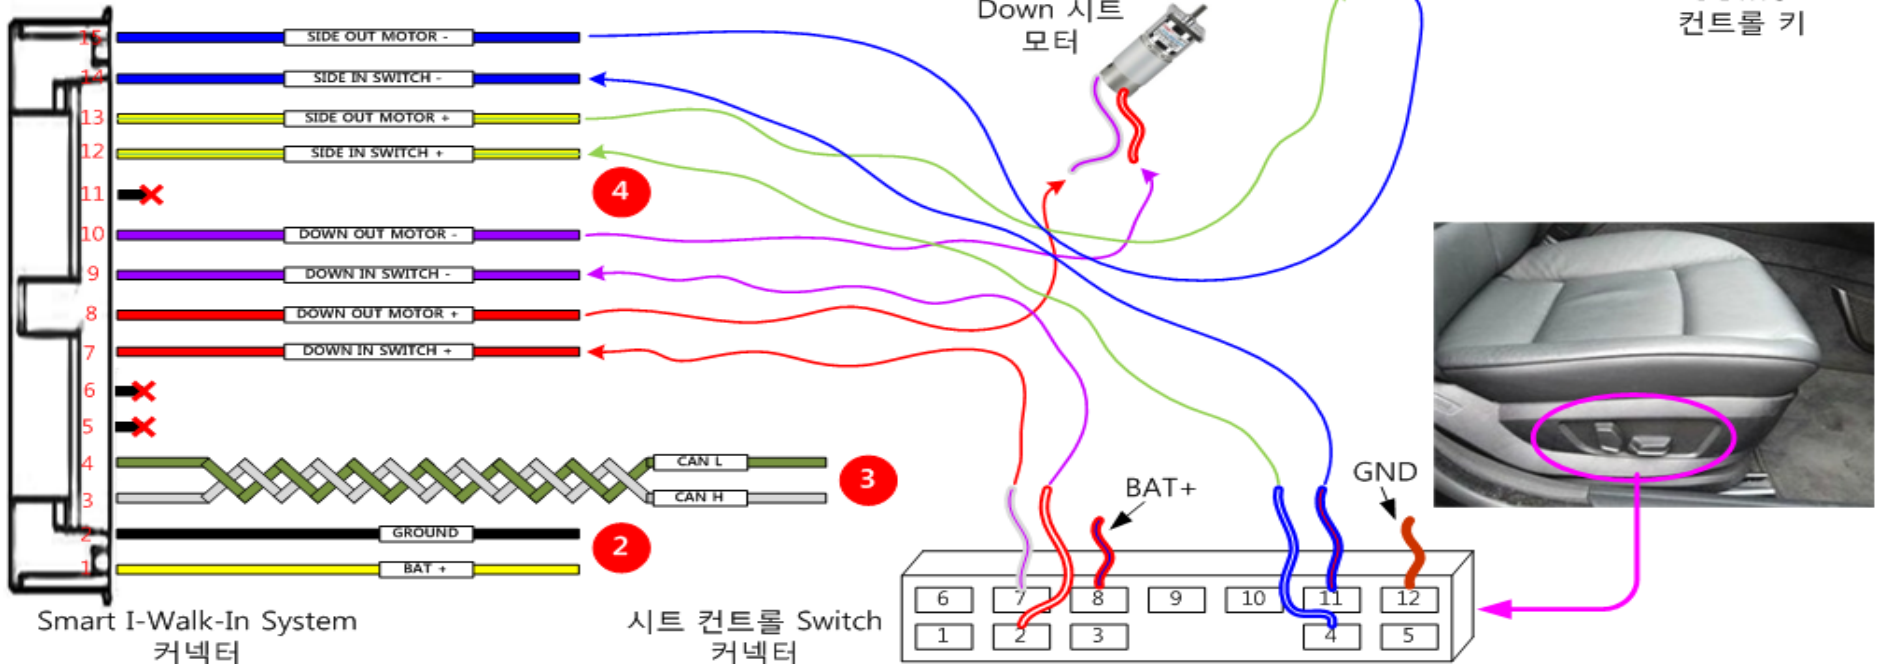 Down 시트
모터
컨트롤 키
15 SIDE OUT MOTOR -
14 SIDE IN SWITCH -
13 SIDE OUT MOTOR +
12 SIDE IN SWITCH +
11
4
10 DOWN OUT MOTOR -
9 DOWN IN SWITCH -
8 DOWN OUT MOTOR +
7 DOWN IN SWITCH +
6
5
4 CAN L
3 CAN H
3
2 GROUND
2
1 BAT +
BAT+
GND
6 7 8 9 10 11 12
1 2 3 4 5
Smart I-Walk-In System
커넥터
시트 컨트롤 Switch
커넥터